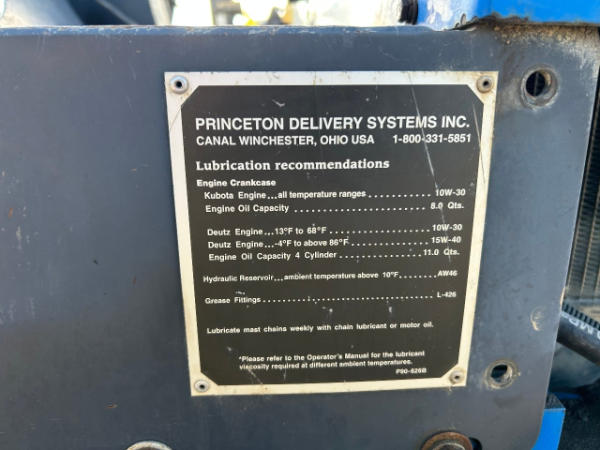 PRINCETON DELIVERY SYSTEMS INC.
CANAL WINCHESTER, OHIO USA 1-800-331-5851
Lubrication recommendations
Engine Crankcase
Kubota Engine...all temperature ranges ........... 10W-30
Engine Oil Capacity .............................. 8.0 Qts.
Deutz Engine...13°F to 68°F ...................... 10W-30
Deutz Engine...-4°F to above 86°F ................ 15W-40
Engine Oil Capacity 4 Cylinder ................... 11.0 Qts.
Hydraulic Reservoir...ambient temperature above 10°F ........ AW46
Grease Fittings .................................. L-426
Lubricate mast chains weekly with chain lubricant or motor oil.
*Please refer to the Operator's Manual for the lubricant
viscosity required at different ambient temperatures.
P90-626B